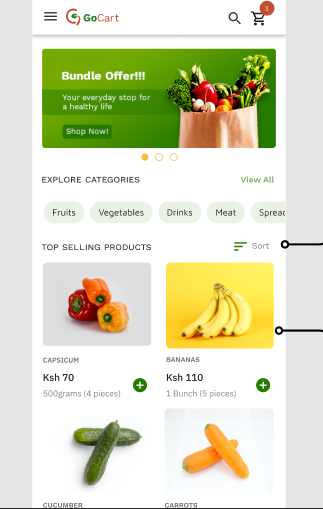 3
GoCart
Bundle Offer!!!
Your everyday stop for
a healthy life
Shop Now!
EXPLORE CATEGORIES View All
Fruits Vegetables Drinks Meat Sprea
TOP SELLING PRODUCTS Sort
CAPSICUM
Ksh 70
500grams (4 pieces)
BANANAS
Ksh 110
1 Bunch (5 pieces)
CUCUMBER
CARROTS